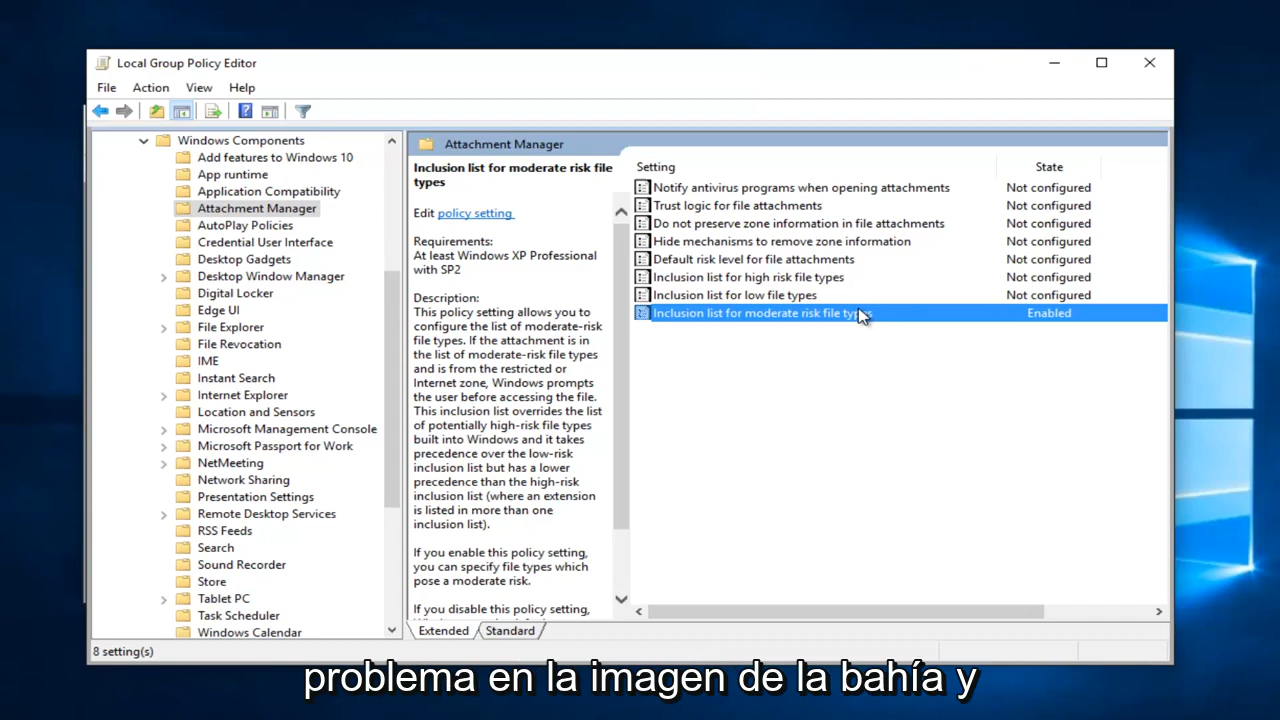 Local Group Policy Editor
File Action View Help
Windows Components
Add features to Windows 10
App runtime
Application Compatibility
Attachment Manager
AutoPlay Policies
Credential User Interface
Desktop Gadgets
Desktop Window Manager
Digital Locker
Edge UI
File Explorer
File Revocation
IME
Instant Search
Internet Explorer
Location and Sensors
Microsoft Management Console
Microsoft Passport for Work
NetMeeting
Network Sharing
Presentation Settings
Remote Desktop Services
RSS Feeds
Search
Sound Recorder
Store
Tablet PC
Task Scheduler
Windows Calendar
Attachment Manager
Inclusion list for moderate risk file
types
Edit policy setting
Requirements:
At least Windows XP Professional
with SP2
Description:
This policy setting allows you to
configure the list of moderate-risk
file types. If the attachment is in
the list of moderate-risk file types
and is from the restricted or
Internet zone, Windows prompts
the user before accessing the file.
This inclusion list overrides the list
of potentially high-risk file types
built into Windows and it takes
precedence over the low-risk
inclusion list but has a lower
precedence than the high-risk
inclusion list (where an extension
is listed in more than one
inclusion list).
If you enable this policy setting,
you can specify file types which
pose a moderate risk.
If you disable this policy setting,
Setting State
Notify antivirus programs when opening attachments Not configured
Trust logic for file attachments Not configured
Do not preserve zone information in file attachments Not configured
Hide mechanisms to remove zone information Not configured
Default risk level for file attachments Not configured
Inclusion list for high risk file types Not configured
Inclusion list for low file types Not configured
Inclusion list for moderate risk file types Enabled
Extended Standard
8 setting(s)
problema en la imagen de la bahía y